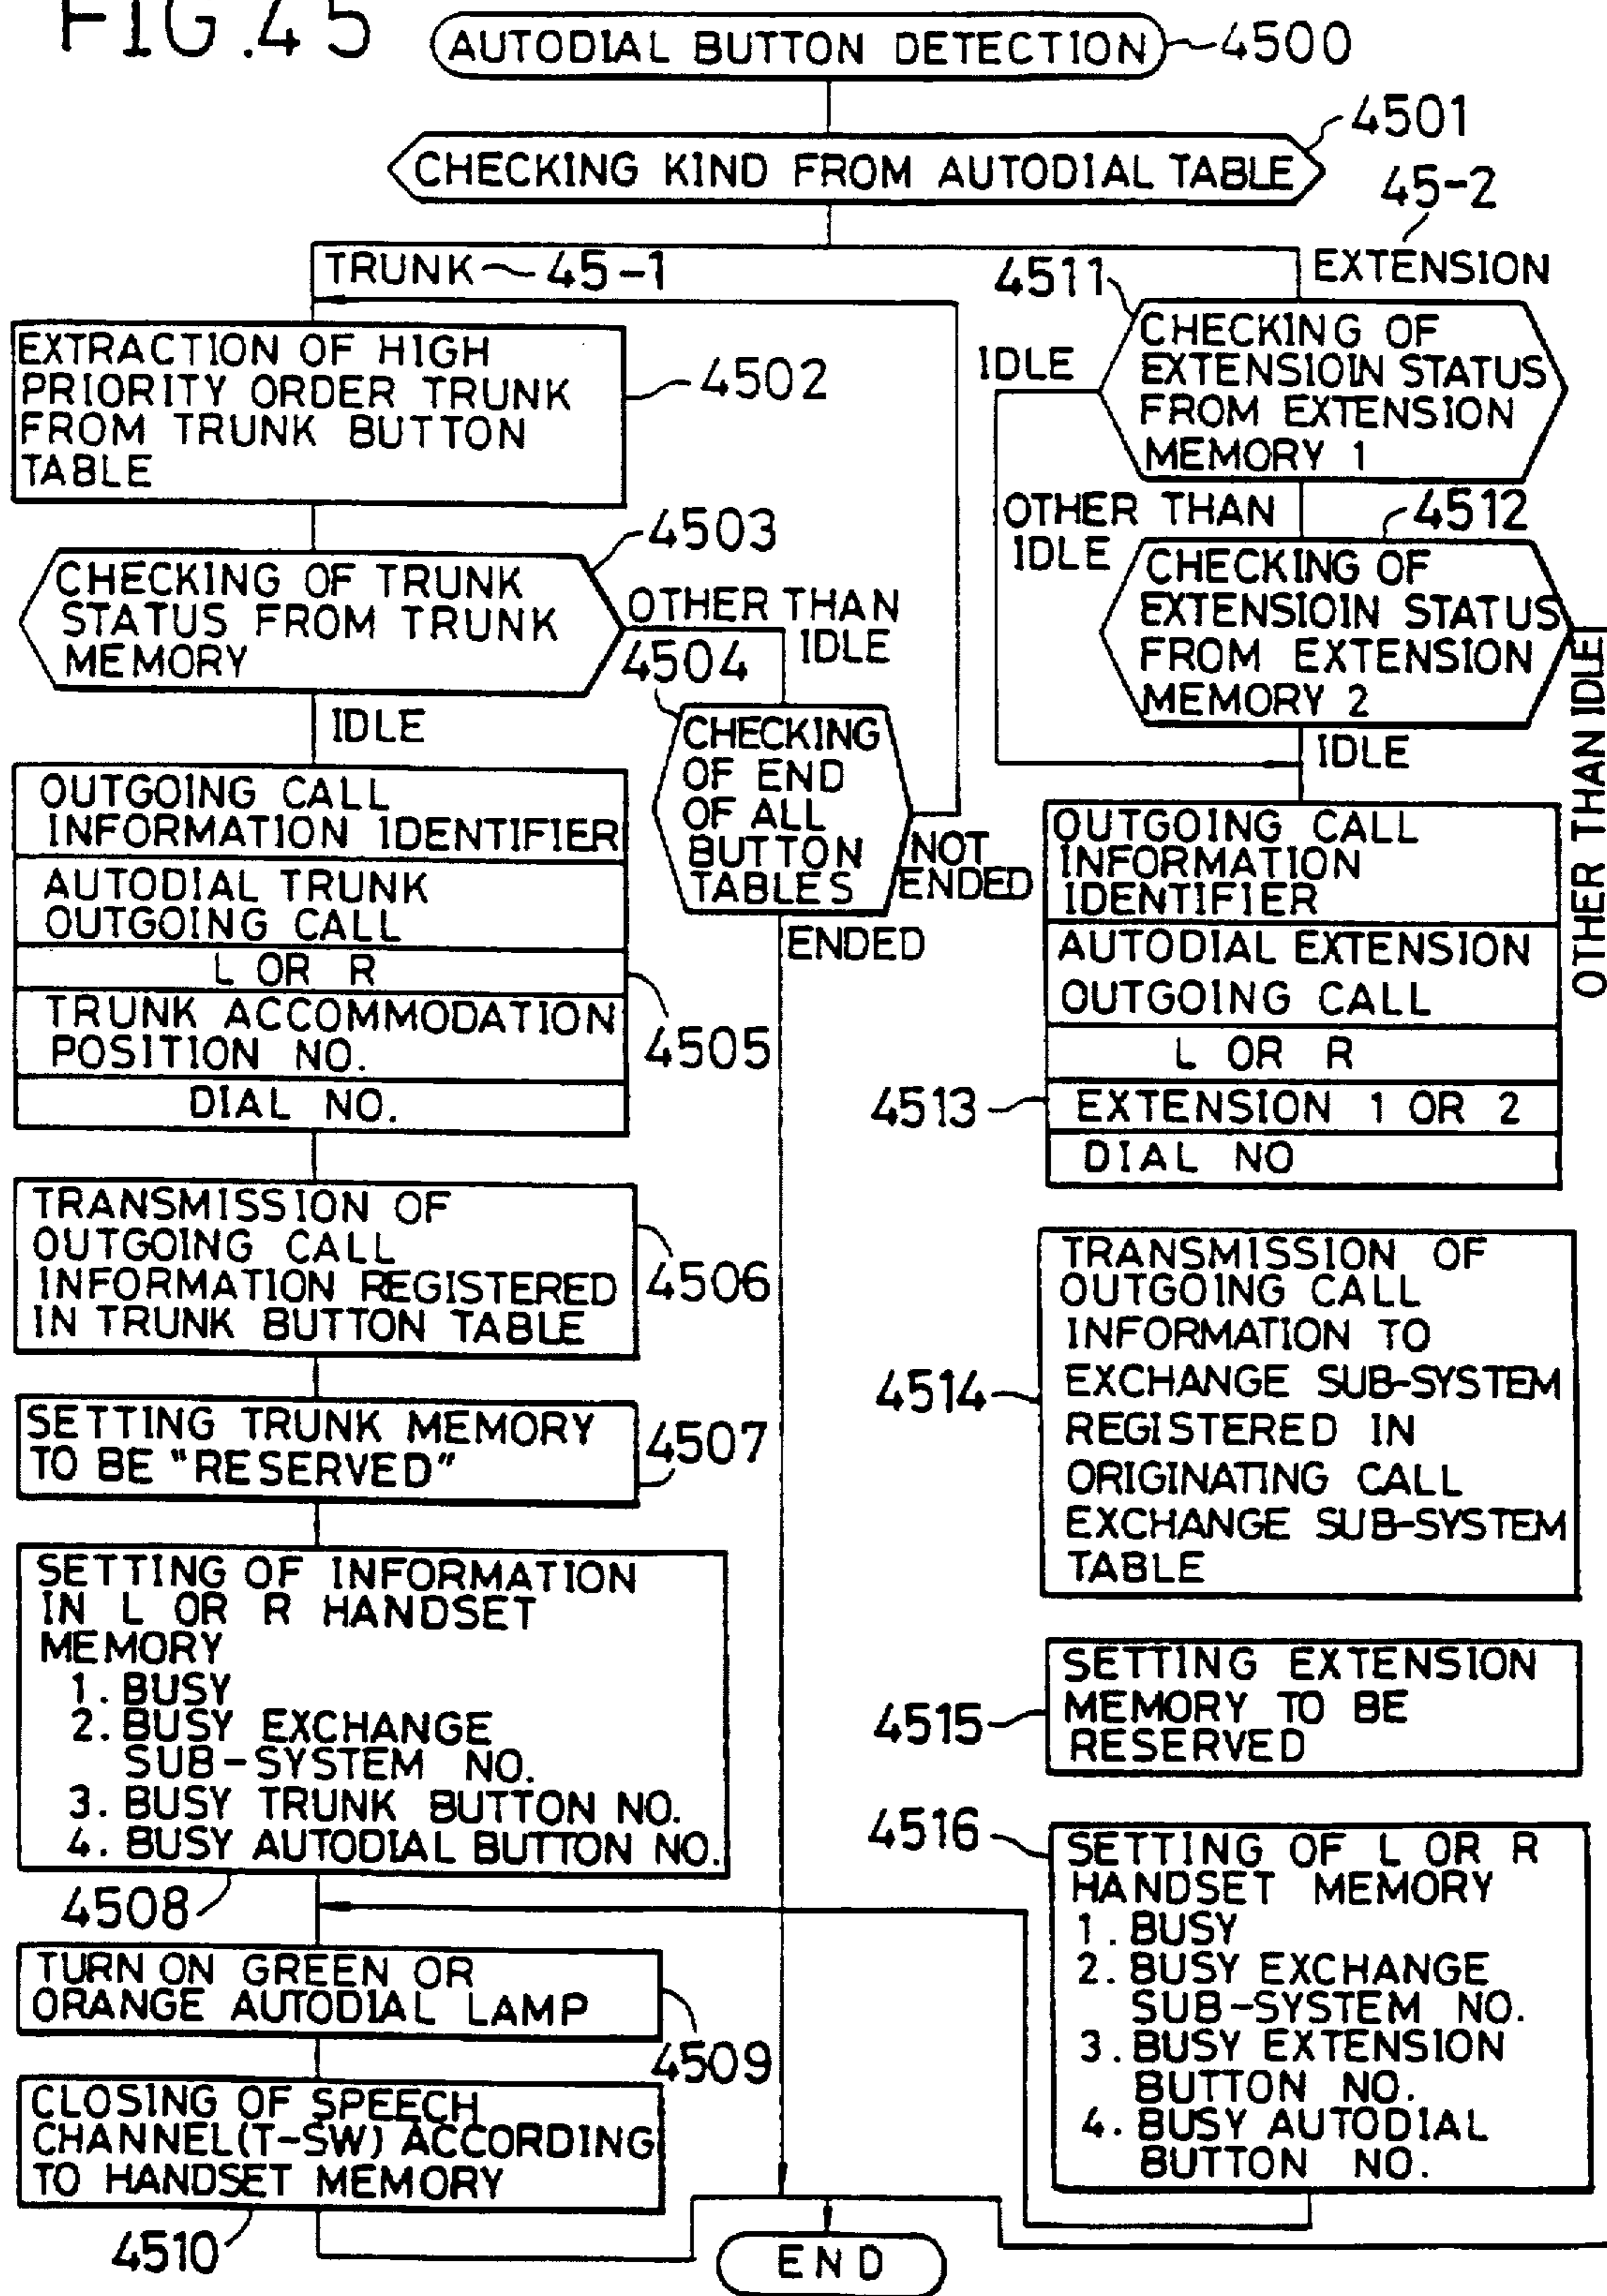 FIG.45
AUTODIAL BUTTON DETECTION
4500
CHECKING KIND FROM AUTODIAL TABLE
4501
TRUNK
45-1
45-2
EXTENSION
EXTRACTION OF HIGH
PRIORITY ORDER TRUNK
FROM TRUNK BUTTON
TABLE
4502
CHECKING OF TRUNK
STATUS FROM TRUNK
MEMORY
4503
OTHER THAN
IDLE
IDLE
4504
CHECKING
OF END
OF ALL
BUTTON
TABLES
NOT
ENDED
ENDED
OUTGOING CALL
INFORMATION IDENTIFIER
AUTODIAL TRUNK
OUTGOING CALL
L OR R
TRUNK ACCOMMODATION
POSITION NO.
DIAL NO.
4505
TRANSMISSION OF
OUTGOING CALL
INFORMATION REGISTERED
IN TRUNK BUTTON TABLE
4506
SETTING TRUNK MEMORY
TO BE "RESERVED"
4507
SETTING OF INFORMATION
IN L OR R HANDSET
MEMORY
1. BUSY
2. BUSY EXCHANGE
SUB-SYSTEM NO.
3. BUSY TRUNK BUTTON NO.
4. BUSY AUTODIAL BUTTON NO.
4508
TURN ON GREEN OR
ORANGE AUTODIAL LAMP
4509
CLOSING OF SPEECH
CHANNEL(T-SW) ACCORDING
TO HANDSET MEMORY
4510
4511
CHECKING OF
EXTENSIOIN STATUS
FROM EXTENSION
MEMORY 1
IDLE
OTHER THAN
IDLE
4512
CHECKING OF
EXTENSIOIN STATUS
FROM EXTENSION
MEMORY 2
IDLE
OTHER THAN IDLE
OUTGOING CALL
INFORMATION
IDENTIFIER
AUTODIAL EXTENSION
OUTGOING CALL
L OR R
EXTENSION 1 OR 2
DIAL NO
4513
TRANSMISSION OF
OUTGOING CALL
INFORMATION TO
EXCHANGE SUB-SYSTEM
REGISTERED IN
ORIGINATING CALL
EXCHANGE SUB-SYSTEM
TABLE
4514
SETTING EXTENSION
MEMORY TO BE
RESERVED
4515
SETTING OF L OR R
HANDSET MEMORY
1. BUSY
2. BUSY EXCHANGE
SUB-SYSTEM NO.
3. BUSY EXTENSION
BUTTON NO.
4. BUSY AUTODIAL
BUTTON NO.
4516
END